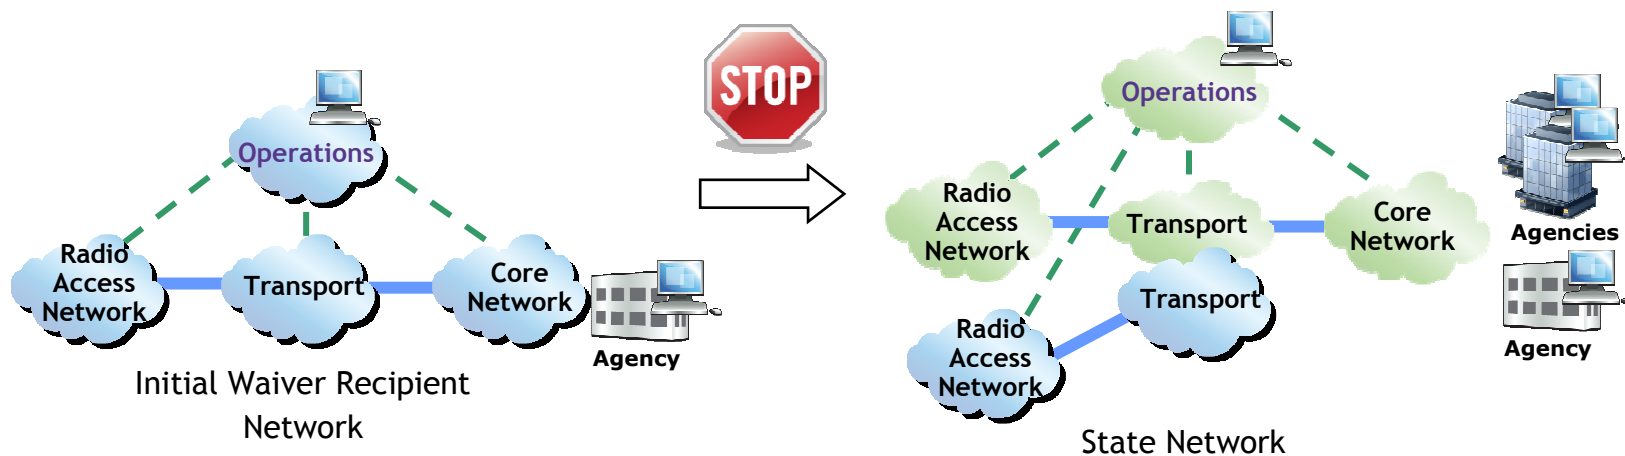 Operations
Radio
Access
Network
Transport
Core
Network
Agency
Initial Waiver Recipient
Network
STOP
Operations
Radio
Access
Network
Transport
Core
Network
Transport
Radio
Access
Network
Agencies
Agency
State Network